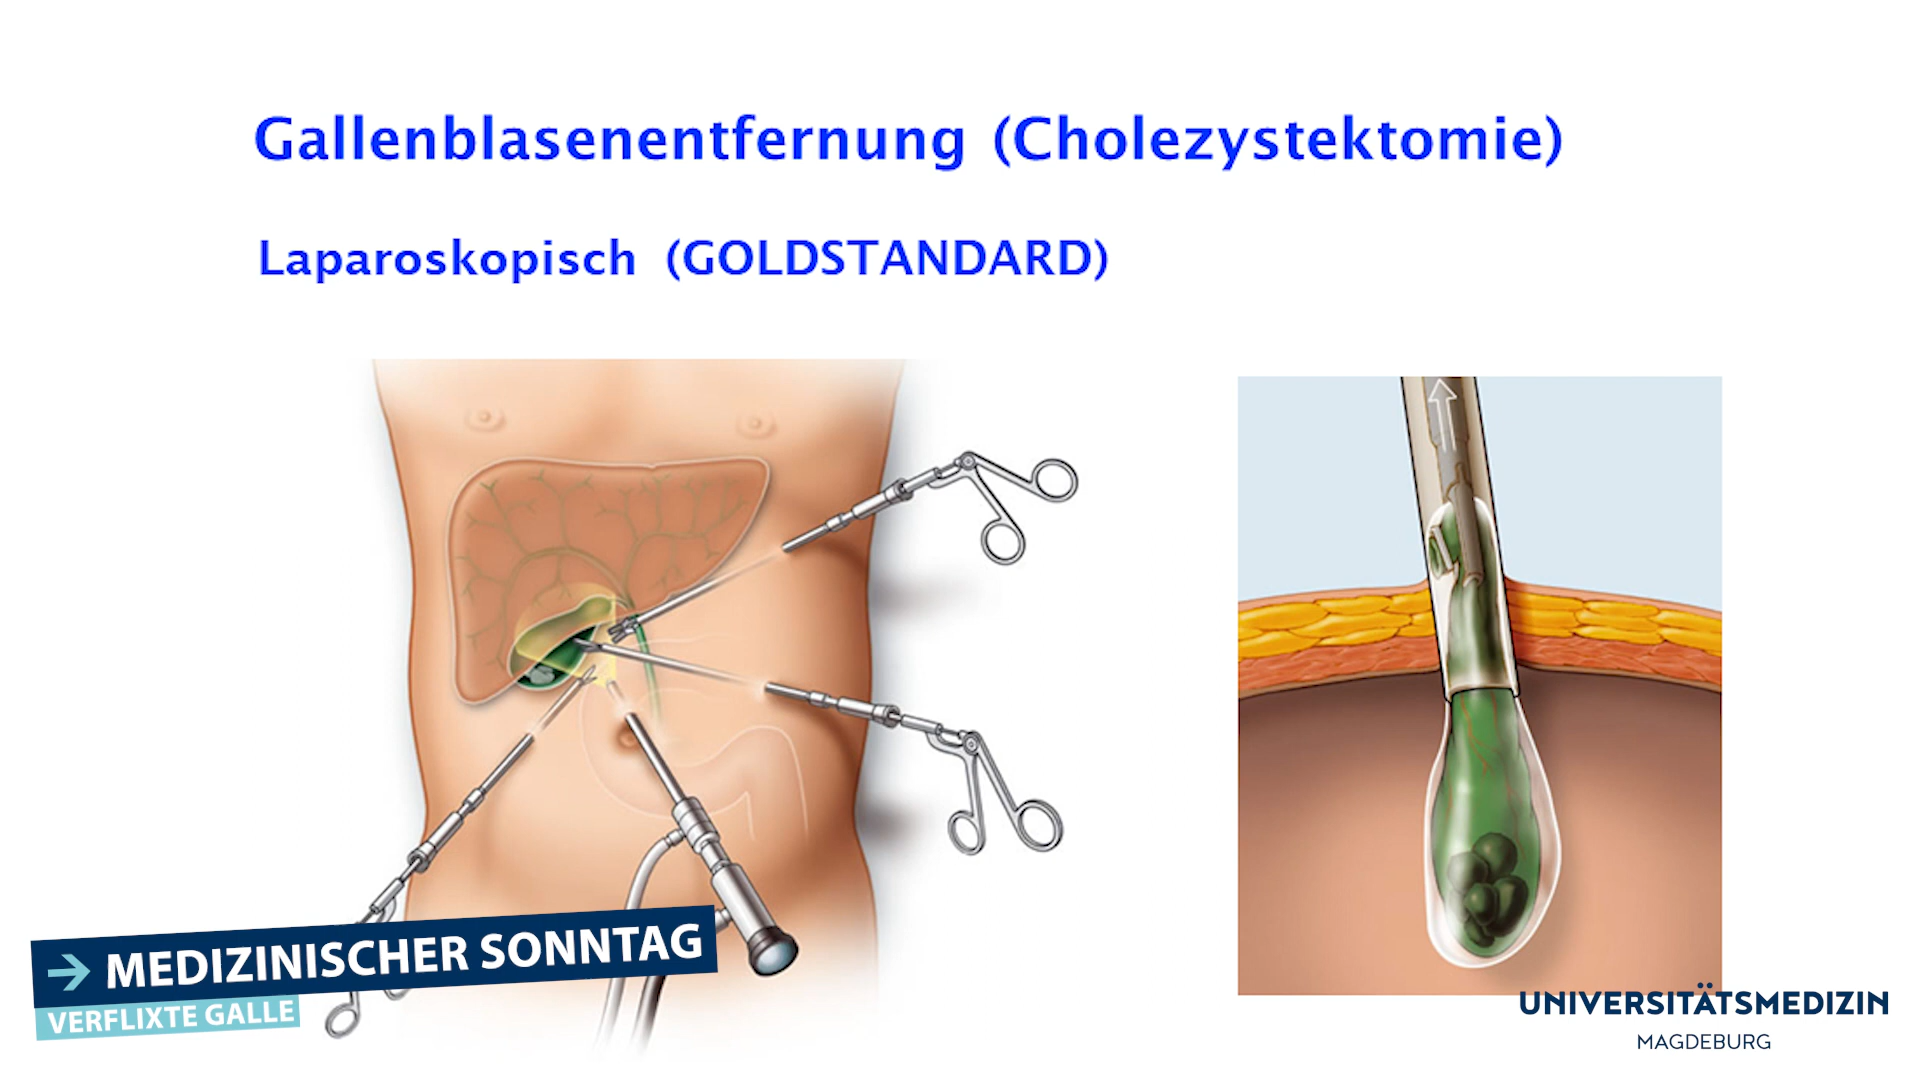 Gallenblasenentfernung (Cholezystektomie)
Laparoskopisch (GOLDSTANDARD)
→ MEDIZINISCHER SONNTAG
VERFLIXTE GALLE
UNIVERSITÄTSMEDIZIN
MAGDEBURG